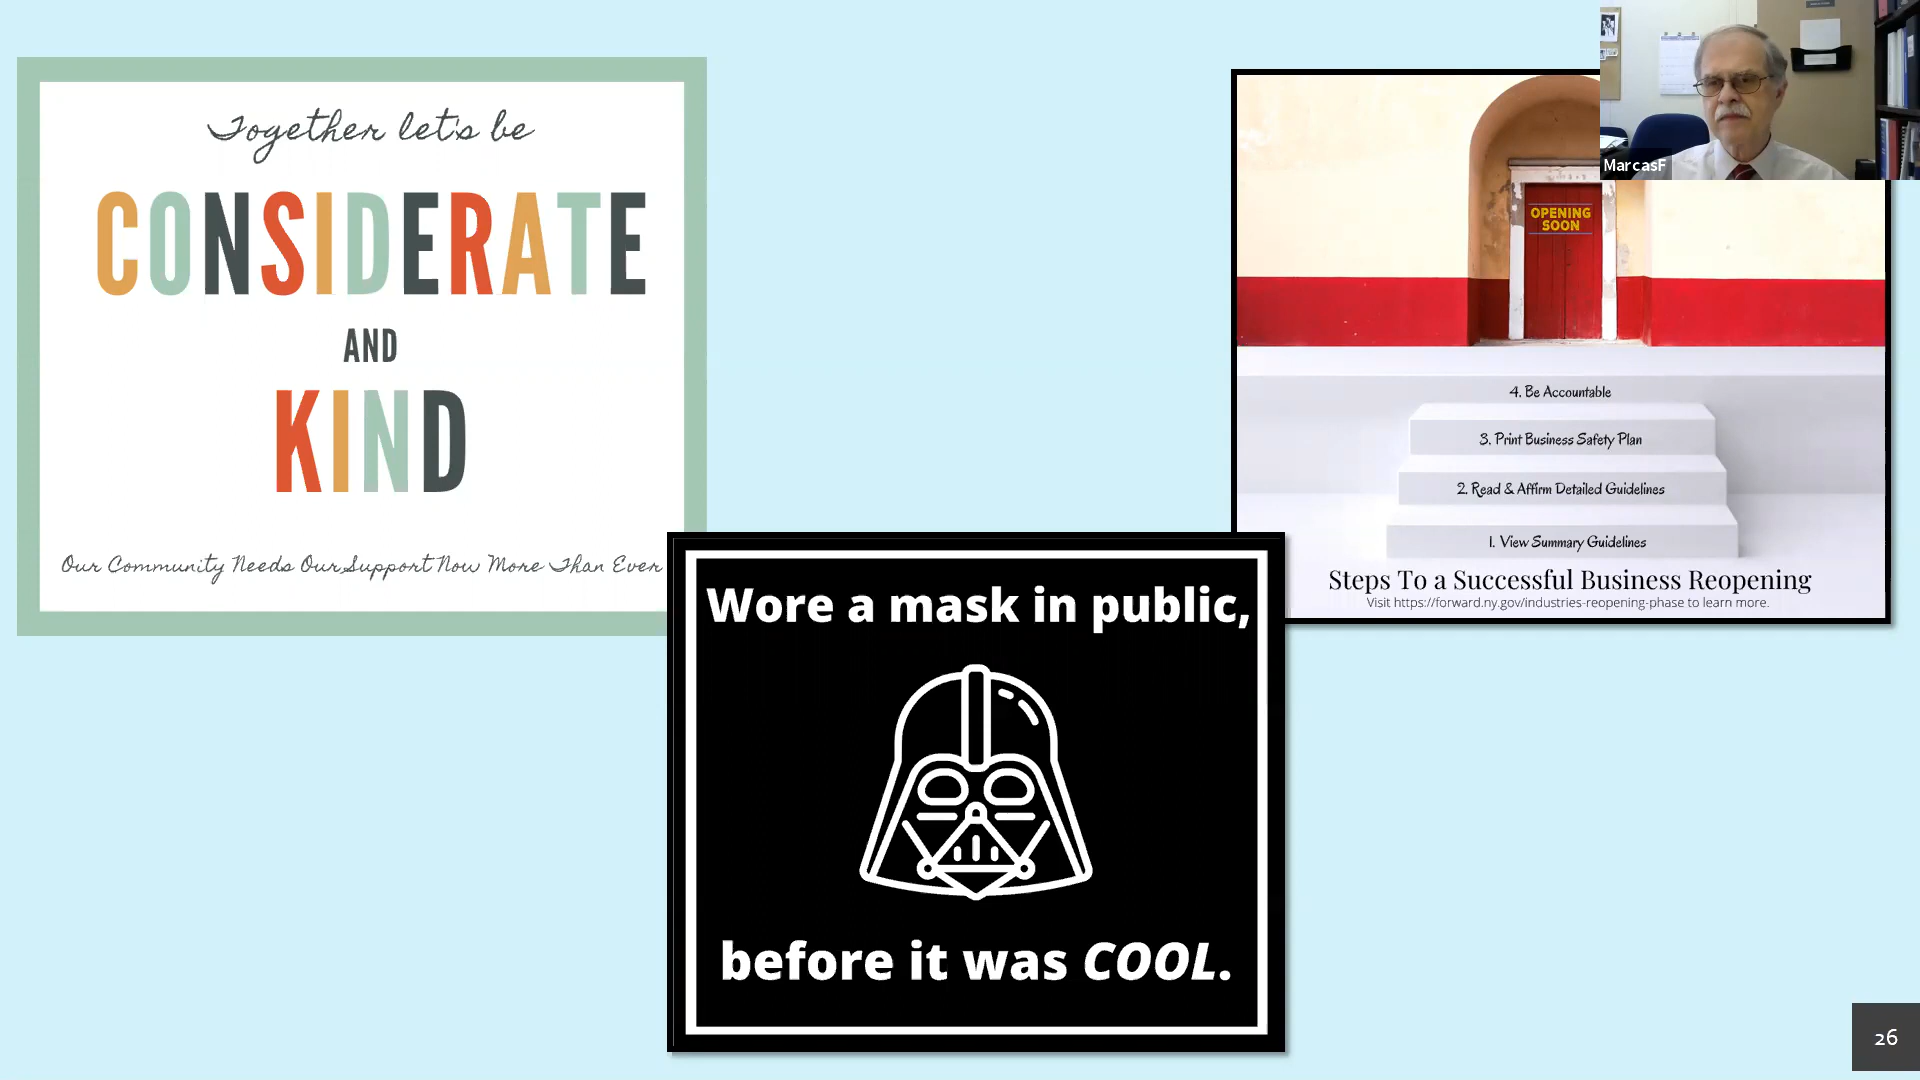 Together let's be
CONSIDERATE
AND
KIND
Our Community Needs Our Support Now More Than Ever
OPENING
SOON
4. Be Accountable
3. Print Business Safety Plan
2. Read & Affirm Detailed Guidelines
1. View Summary Guidelines
Steps To a Successful Business Reopening
Visit https://forward.ny.gov/industries-reopening-phase to learn more.
MarcasF
Wore a mask in public,
before it was COOL.
26